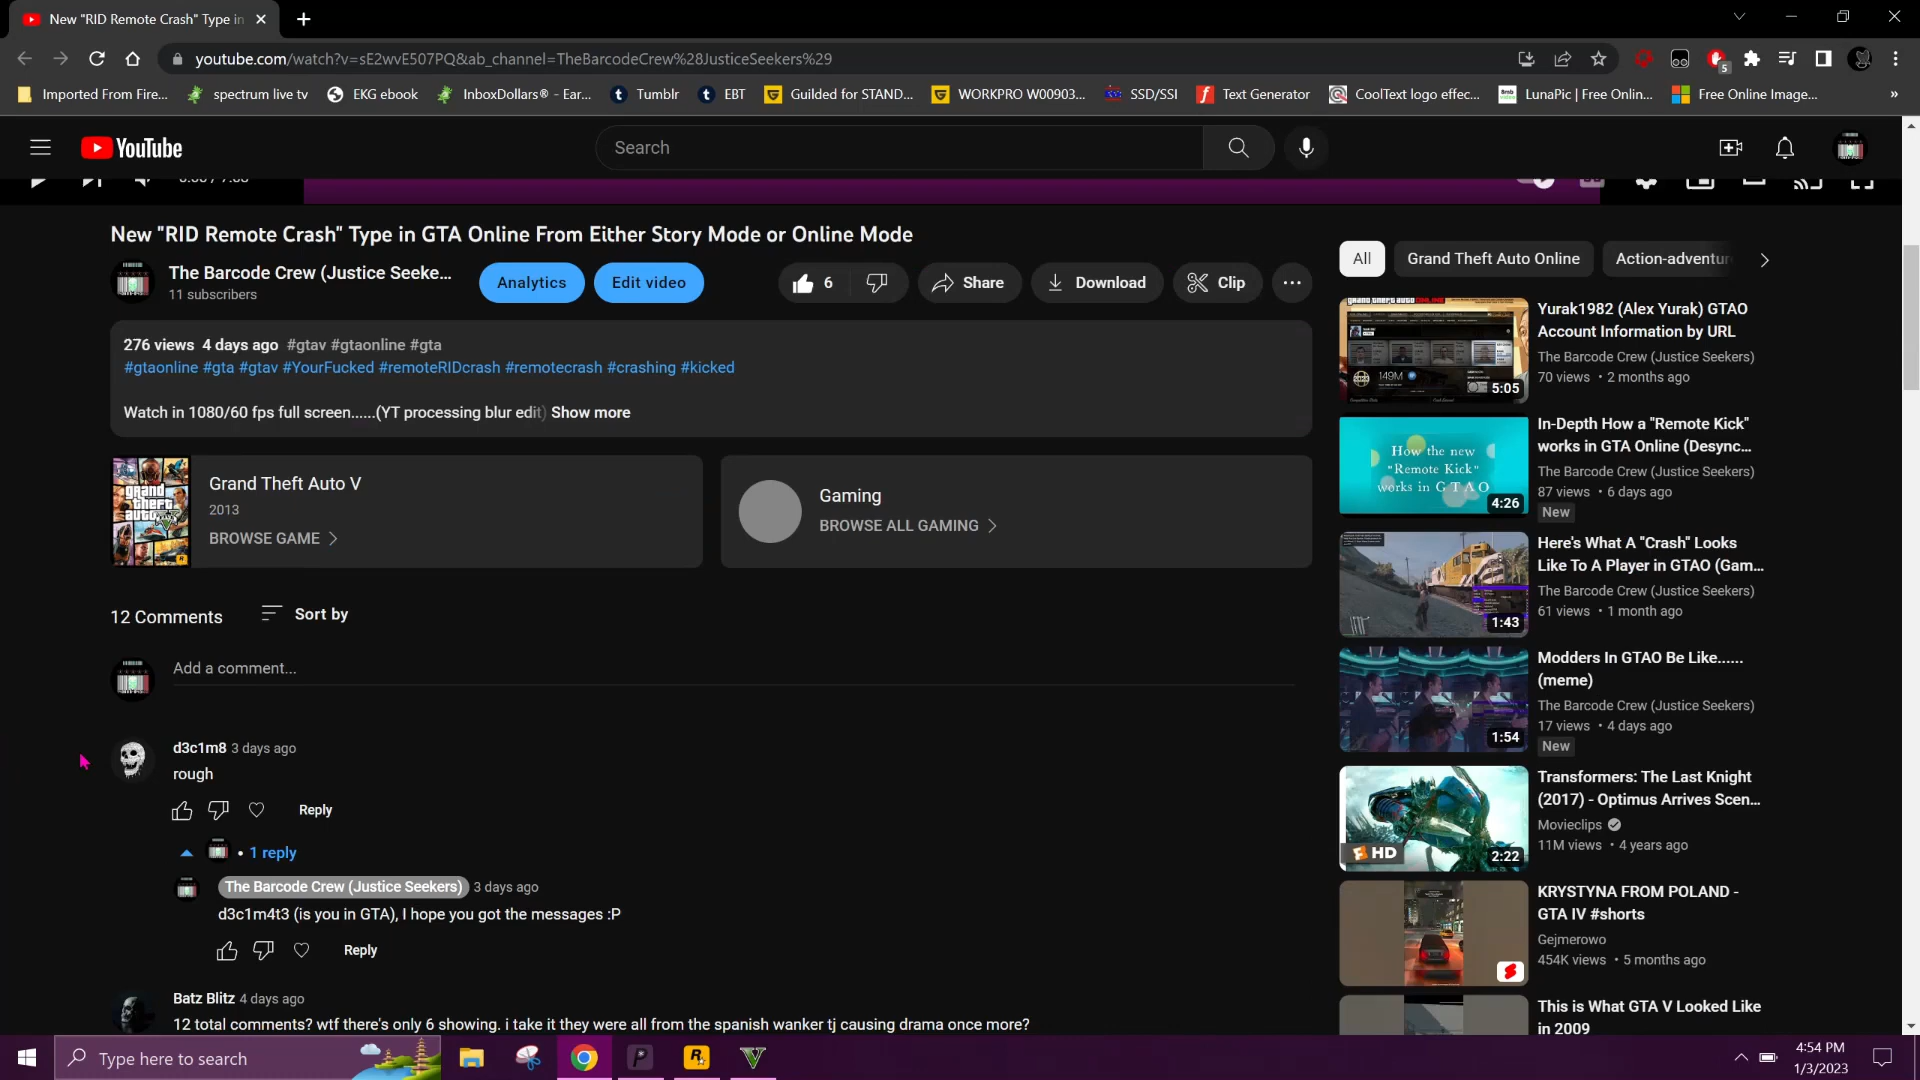 New "RID Remote Crash" Type in
youtube.com/watch?v=sE2wvE507PQ&ab_channel=TheBarcodeCrew%28JusticeSeekers%29
5
Imported From Fire...
spectrum live tv
EKG ebook
InboxDollars® - Ear...
Tumblr
EBT
Guilded for STAND...
WORKPRO W00903...
SSD/SSI
Text Generator
CoolText logo effec...
LunaPic | Free Onlin...
Free Online Image...
»
YouTube
Search
New "RID Remote Crash" Type in GTA Online From Either Story Mode or Online Mode
The Barcode Crew (Justice Seeke...
11 subscribers
Analytics
Edit video
6
Share
Download
Clip
276 views 4 days ago #gtav #gtaonline #gta
#gtaonline #gta #gtav #YourFucked #remoteRIDcrash #remotecrash #crashing #kicked
Watch in 1080/60 fps full screen......(YT processing blur edit) Show more
grand
theft
auto
Grand Theft Auto V
2013
BROWSE GAME
Gaming
BROWSE ALL GAMING
12 Comments
Sort by
Add a comment...
d3c1m8 3 days ago
rough
Reply
• 1 reply
The Barcode Crew (Justice Seekers) 3 days ago
d3c1m4t3 (is you in GTA), I hope you got the messages :P
Reply
Batz Blitz 4 days ago
12 total comments? wtf there's only 6 showing. i take it they were all from the spanish wanker tj causing drama once more?
All
Grand Theft Auto Online
Action-adventur
149M
5:05
Yurak1982 (Alex Yurak) GTAO
Account Information by URL
The Barcode Crew (Justice Seekers)
70 views • 2 months ago
How the new
"Remote Kick"
works in GTAO
4:26
In-Depth How a "Remote Kick"
works in GTA Online (Desync...
The Barcode Crew (Justice Seekers)
87 views • 6 days ago
New
1:43
Here's What A "Crash" Looks
Like To A Player in GTAO (Gam...
The Barcode Crew (Justice Seekers)
61 views • 1 month ago
1:54
Modders In GTAO Be Like......
(meme)
The Barcode Crew (Justice Seekers)
17 views • 4 days ago
New
HD
2:22
Transformers: The Last Knight
(2017) - Optimus Arrives Scen...
Movieclips
11M views • 4 years ago
KRYSTYNA FROM POLAND -
GTA IV #shorts
Gejmerowo
454K views • 5 months ago
This is What GTA V Looked Like
in 2009
Type here to search
4:54 PM
1/3/2023